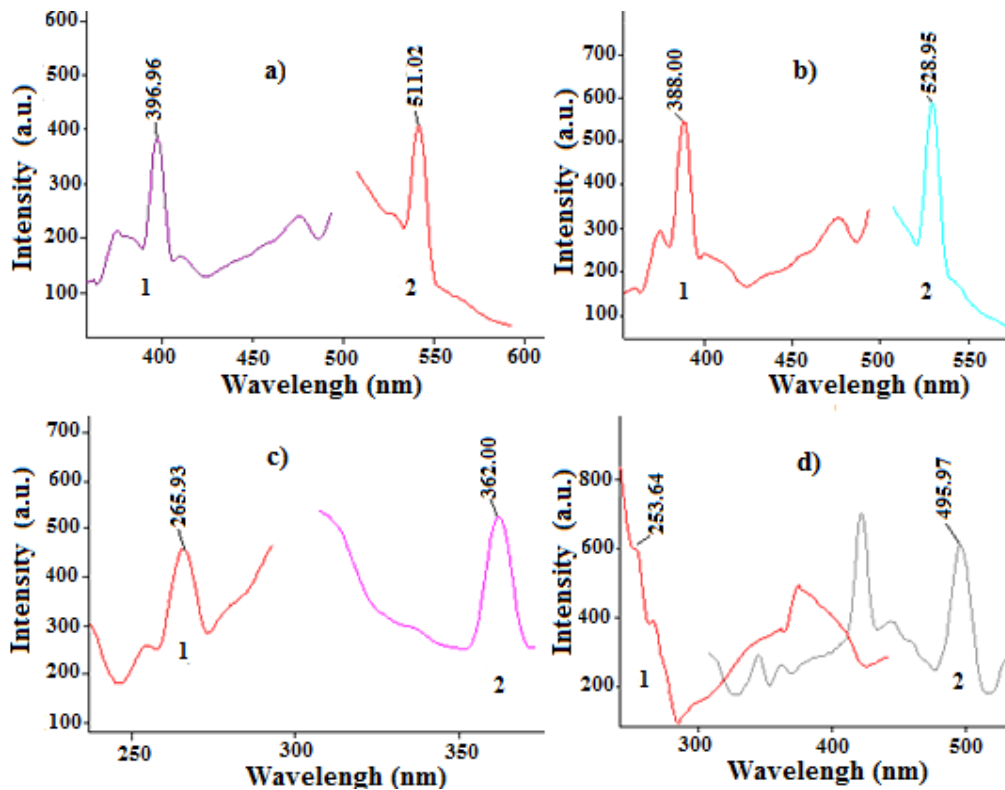 a)
Intensity (a.u.)
600
500
400
300
200
100
396.96
511.02
1
2
400 450 500 550 600
Wavelengh (nm)
b)
Intensity (a.u.)
700
600
500
400
300
200
100
388.00
528.95
1
2
400 450 500 550
Wavelengh (nm)
c)
Intensity (a.u.)
700
600
500
400
300
200
100
265.93
362.00
1
2
250 300 350
Wavelengh (nm)
d)
Intensity (a.u.)
800
600
400
200
253.64
495.97
1
2
300 400 500
Wavelengh (nm)